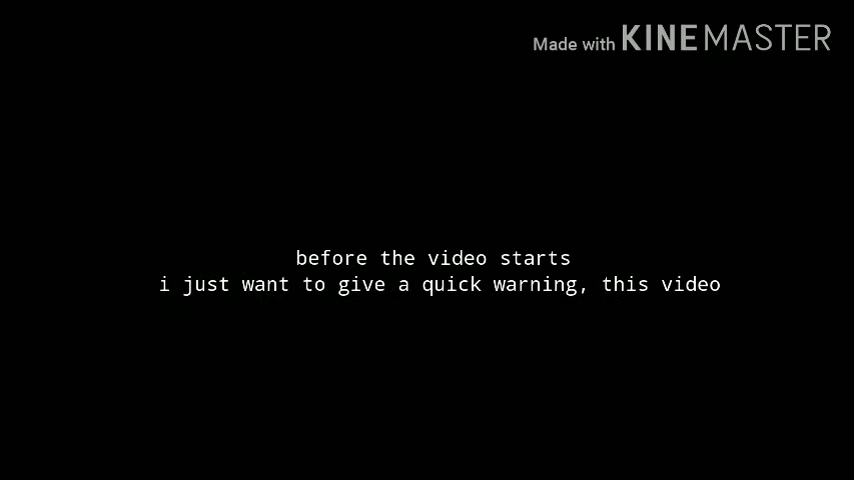 Made with KINEMASTER
before the video starts
i just want to give a quick warning, this video